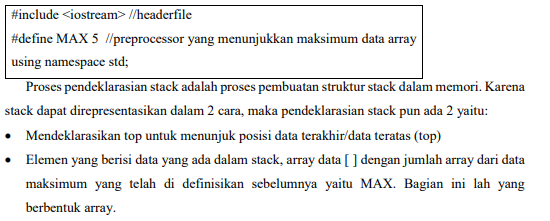 #include <iostream> //headerfile
#define MAX 5 //preprocessor yang menunjukkan maksimum data array
using namespace std;
Proses pendeklarasian stack adalah proses pembuatan struktur stack dalam memori. Karena
stack dapat direpresentasikan dalam 2 cara, maka pendeklarasian stack pun ada 2 yaitu:
• Mendeklarasikan top untuk menunjuk posisi data terakhir/data teratas (top)
• Elemen yang berisi data yang ada dalam stack, array data [ ] dengan jumlah array dari data
maksimum yang telah di definisikan sebelumnya yaitu MAX. Bagian ini lah yang
berbentuk array.